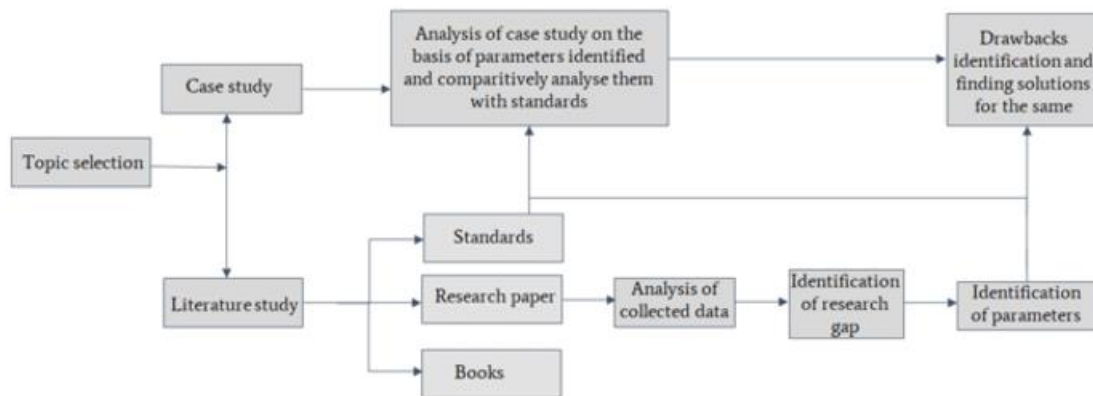 Analysis of case study on the
basis of parameters identified
and comparitively analyse them
with standards
Drawbacks
identification and
finding solutions
for the same
Case study
Topic selection
Standards
Literature study
Research paper
Analysis of
collected data
Identification
of research
gap
Identification
of parameters
Books